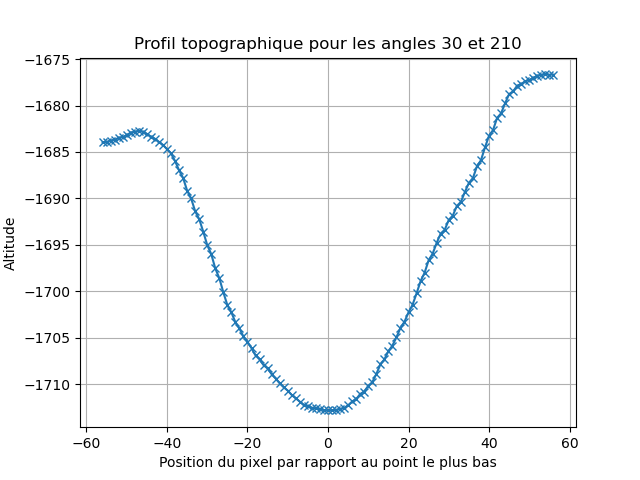 Profil topographique pour les angles 30 et 210
Altitude
−1675
−1680
−1685
−1690
−1695
−1700
−1705
−1710
−60 −40 −20 0 20 40 60
Position du pixel par rapport au point le plus bas